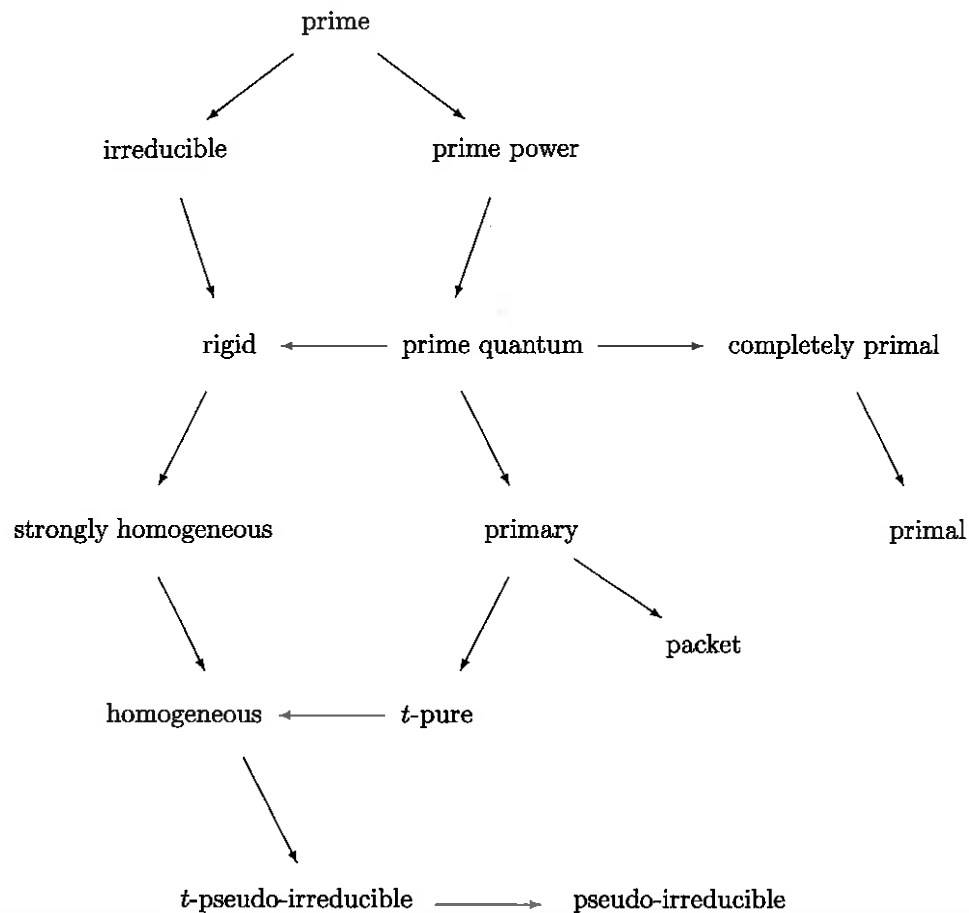 prime
irreducible prime power
rigid prime quantum completely primal
strongly homogeneous primary primal
packet
homogeneous t-pure
t-pseudo-irreducible pseudo-irreducible